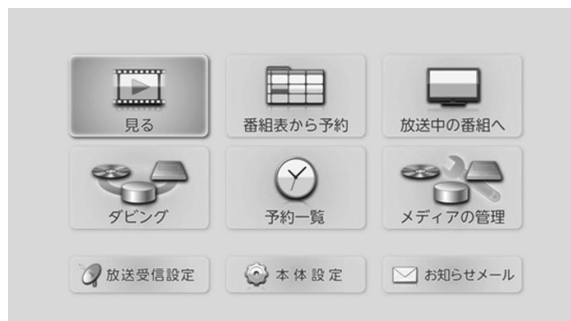 見る
番組表から予約
放送中の番組へ
ダビング
予約一覧
メディアの管理
放送受信設定
本体設定
お知らせメール